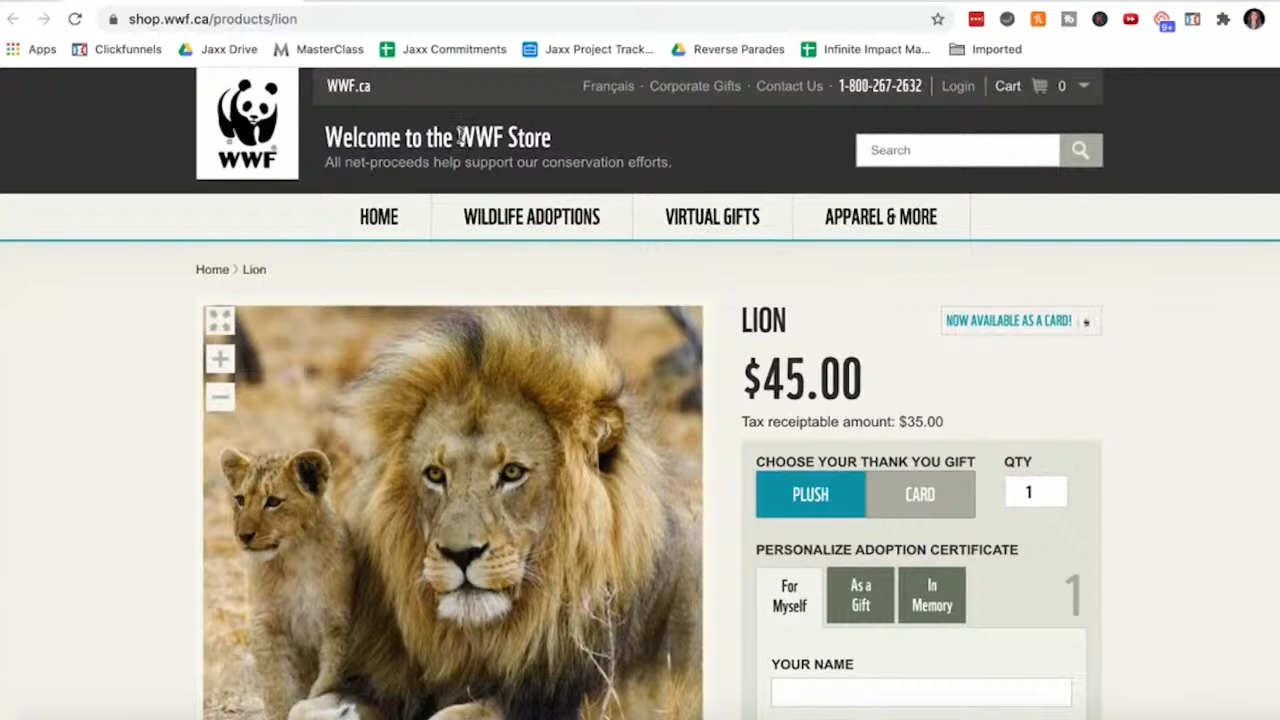 shop.wwf.ca/products/lion
9+
Apps Clickfunnels Jaxx Drive MasterClass Jaxx Commitments Jaxx Project Track... Reverse Parades Infinite Impact Ma... Imported
WWF.ca Français · Corporate Gifts · Contact Us · 1-800-267-2632 Login Cart 0
WWF
Welcome to the WWF Store
All net-proceeds help support our conservation efforts.
Search
HOME WILDLIFE ADOPTIONS VIRTUAL GIFTS APPAREL & MORE
Home > Lion
LION
NOW AVAILABLE AS A CARD!
$45.00
Tax receiptable amount: $35.00
CHOOSE YOUR THANK YOU GIFT QTY
PLUSH CARD 1
PERSONALIZE ADOPTION CERTIFICATE
For Myself
As a Gift
In Memory
1
YOUR NAME